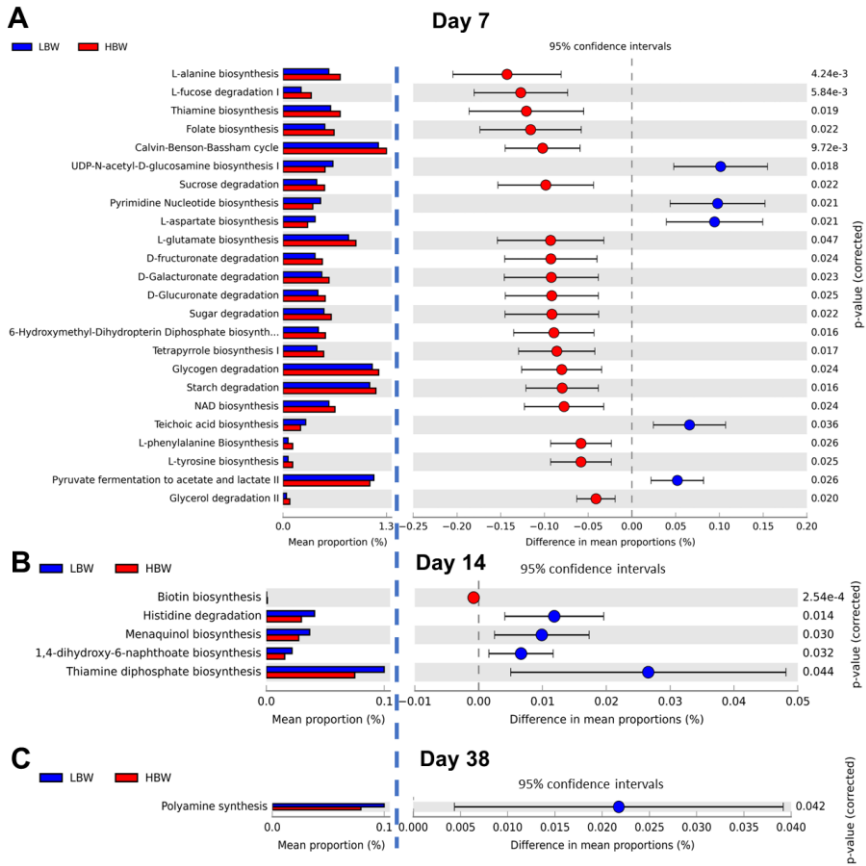 A
Day 7
LBW HBW
95% confidence intervals
L-alanine biosynthesis 4.24e-3
L-fucose degradation I 5.84e-3
Thiamine biosynthesis 0.019
Folate biosynthesis 0.022
Calvin-Benson-Bassham cycle 9.72e-3
UDP-N-acetyl-D-glucosamine biosynthesis I 0.018
Sucrose degradation 0.022
Pyrimidine Nucleotide biosynthesis 0.021
L-aspartate biosynthesis 0.021
L-glutamate biosynthesis 0.047
D-fructuronate degradation 0.024
D-Galacturonate degradation 0.023
D-Glucuronate degradation 0.025
Sugar degradation 0.022
6-Hydroxymethyl-Dihydropterin Diphosphate biosynth... 0.016
Tetrapyrrole biosynthesis I 0.017
Glycogen degradation 0.024
Starch degradation 0.016
NAD biosynthesis 0.024
Teichoic acid biosynthesis 0.036
L-phenylalanine Biosynthesis 0.026
L-tyrosine biosynthesis 0.025
Pyruvate fermentation to acetate and lactate II 0.026
Glycerol degradation II 0.020
p-value (corrected)
0.0 1.3 −0.25 −0.20 −0.15 −0.10 −0.05 0.00 0.05 0.10 0.15 0.20
Mean proportion (%) Difference in mean proportions (%)
B
Day 14
LBW HBW
95% confidence intervals
Biotin biosynthesis 2.54e-4
Histidine degradation 0.014
Menaquinol biosynthesis 0.030
1,4-dihydroxy-6-naphthoate biosynthesis 0.032
Thiamine diphosphate biosynthesis 0.044
p-value (corrected)
0.0 0.1 −0.01 0.00 0.01 0.02 0.03 0.04 0.05
Mean proportion (%) Difference in mean proportions (%)
C
Day 38
LBW HBW
95% confidence intervals
Polyamine synthesis 0.042
p-value (corrected)
0.0 0.1 0.000 0.005 0.010 0.015 0.020 0.025 0.030 0.035 0.040
Mean proportion (%) Difference in mean proportions (%)